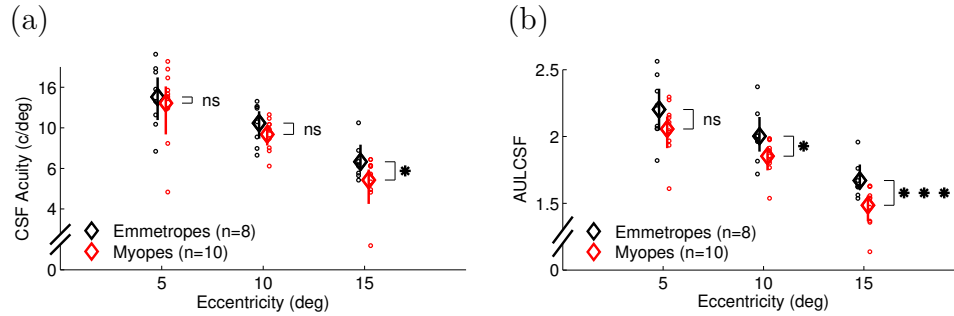 (a)
CSF Acuity (c/deg)
16
10
6
4
0
ns
ns
*
Emmetropes (n=8)
Myopes (n=10)
5
10
15
Eccentricity (deg)
(b)
AULCSF
2.5
2
1.5
0
ns
*
* * *
Emmetropes (n=8)
Myopes (n=10)
5
10
15
Eccentricity (deg)